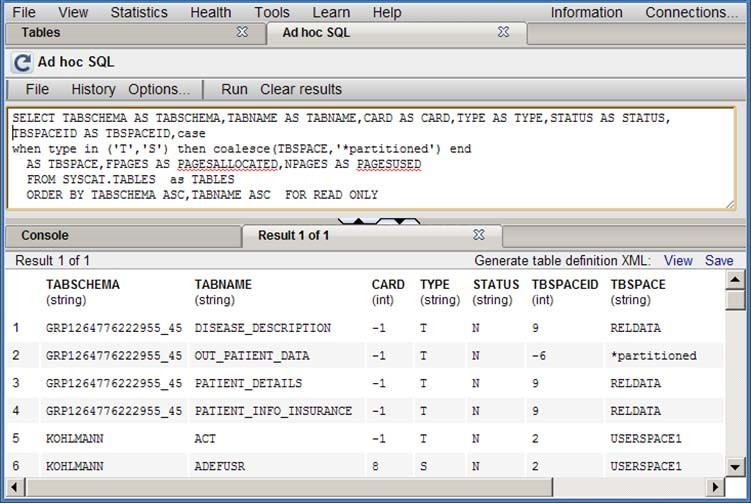 File View Statistics Health Tools Learn Help Information Connections...
Tables Ad hoc SQL
Ad hoc SQL
File History Options... Run Clear results
SELECT TABSCHEMA AS TABSCHEMA,TABNAME AS TABNAME,CARD AS CARD,TYPE AS TYPE,STATUS AS STATUS,
TBSPACEID AS TBSPACEID,case
when type in ('T','S') then coalesce(TBSPACE,'*partitioned') end
AS TBSPACE,FPAGES AS PAGESALLOCATED,NPAGES AS PAGESUSED
FROM SYSCAT.TABLES as TABLES
ORDER BY TABSCHEMA ASC,TABNAME ASC FOR READ ONLY
Console Result 1 of 1
Result 1 of 1 Generate table definition XML: View Save
TABSCHEMA TABNAME CARD TYPE STATUS TBSPACEID TBSPACE
(string) (string) (int) (string) (string) (int) (string)
1 GRP1264776222955_45 DISEASE_DESCRIPTION -1 T N 9 RELDATA
2 GRP1264776222955_45 OUT_PATIENT_DATA -1 T N -6 *partitioned
3 GRP1264776222955_45 PATIENT_DETAILS -1 T N 9 RELDATA
4 GRP1264776222955_45 PATIENT_INFO_INSURANCE -1 T N 9 RELDATA
5 KOHLMANN ACT -1 T N 2 USERSPACE1
6 KOHLMANN ADEFUSR 8 S N 2 USERSPACE1